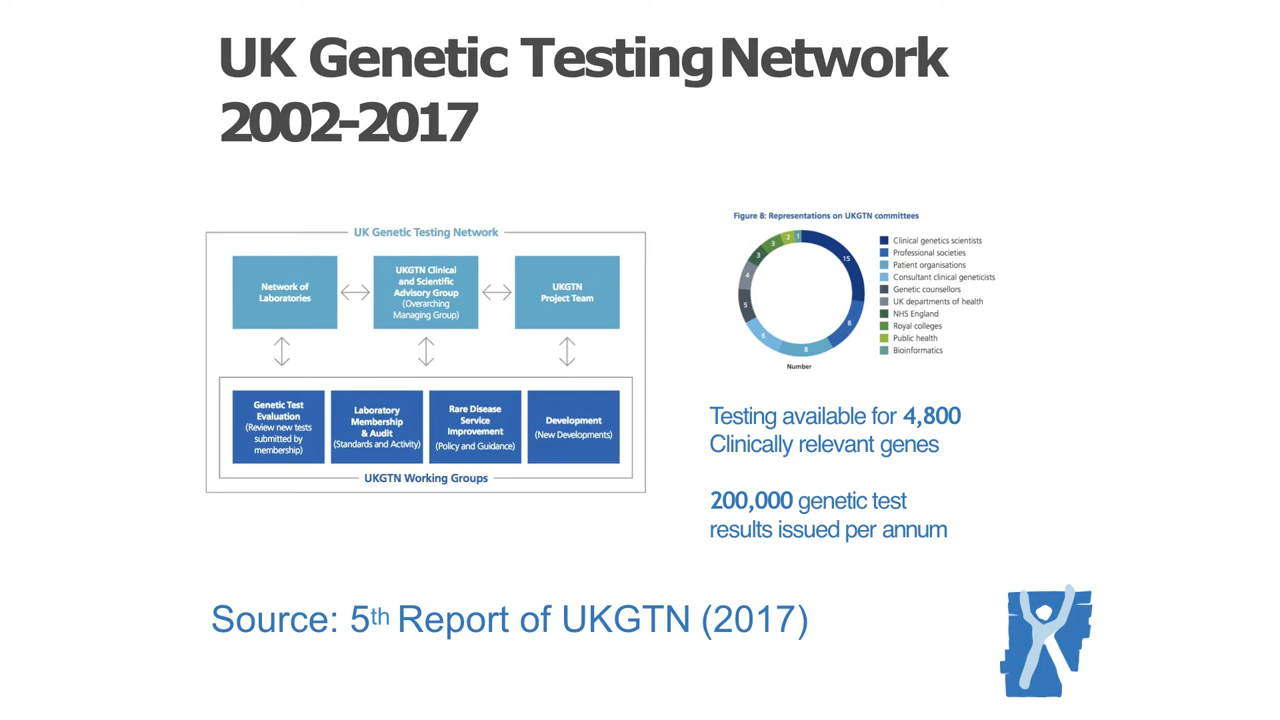 UK Genetic Testing Network
2002-2017
UK Genetic Testing Network
Network of
Laboratories
UKGTN Clinical
and Scientific
Advisory Group
(Overarching
Managing Group)
UKGTN
Project Team
Genetic Test
Evaluation
(Review new tests
submitted by
membership)
Laboratory
Membership
& Audit
(Standards and Activity)
Rare Disease
Service
Improvement
(Policy and Guidance)
Development
(New Developments)
UKGTN Working Groups
Figure 8: Representations on UKGTN committees
15
8
8
6
5
4
3
3
2
1
Number
Clinical genetics scientists
Professional societies
Patient organisations
Consultant clinical geneticists
Genetic counsellors
UK departments of health
NHS England
Royal colleges
Public health
Bioinformatics
Testing available for 4,800
Clinically relevant genes
200,000 genetic test
results issued per annum
Source: 5th Report of UKGTN (2017)